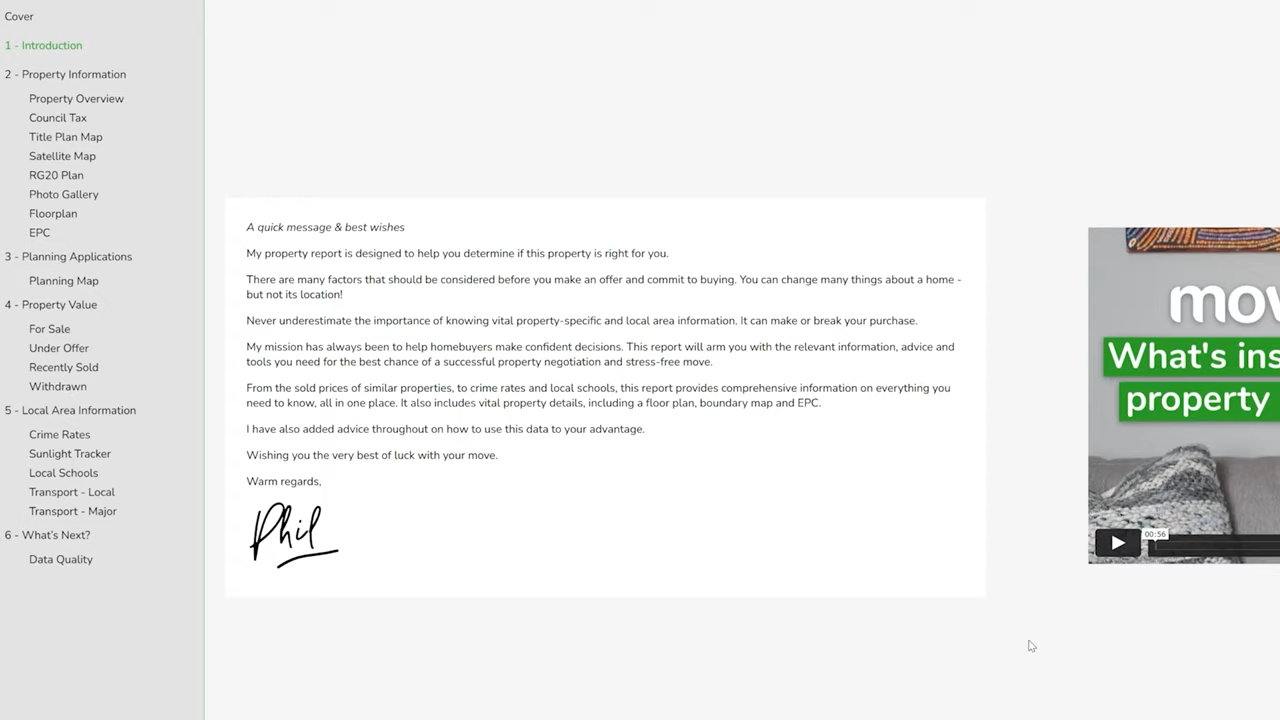 Cover
1 - Introduction
2 - Property Information
Property Overview
Council Tax
Title Plan Map
Satellite Map
RG20 Plan
Photo Gallery
Floorplan
EPC
3 - Planning Applications
Planning Map
4 - Property Value
For Sale
Under Offer
Recently Sold
Withdrawn
5 - Local Area Information
Crime Rates
Sunlight Tracker
Local Schools
Transport - Local
Transport - Major
6 - What's Next?
Data Quality
A quick message & best wishes
My property report is designed to help you determine if this property is right for you.
There are many factors that should be considered before you make an offer and commit to buying. You can change many things about a home -
but not its location!
Never underestimate the importance of knowing vital property-specific and local area information. It can make or break your purchase.
My mission has always been to help homebuyers make confident decisions. This report will arm you with the relevant information, advice and
tools you need for the best chance of a successful property negotiation and stress-free move.
From the sold prices of similar properties, to crime rates and local schools, this report provides comprehensive information on everything you
need to know, all in one place. It also includes vital property details, including a floor plan, boundary map and EPC.
I have also added advice throughout on how to use this data to your advantage.
Wishing you the very best of luck with your move.
Warm regards,
Phil
What's
property
00:56